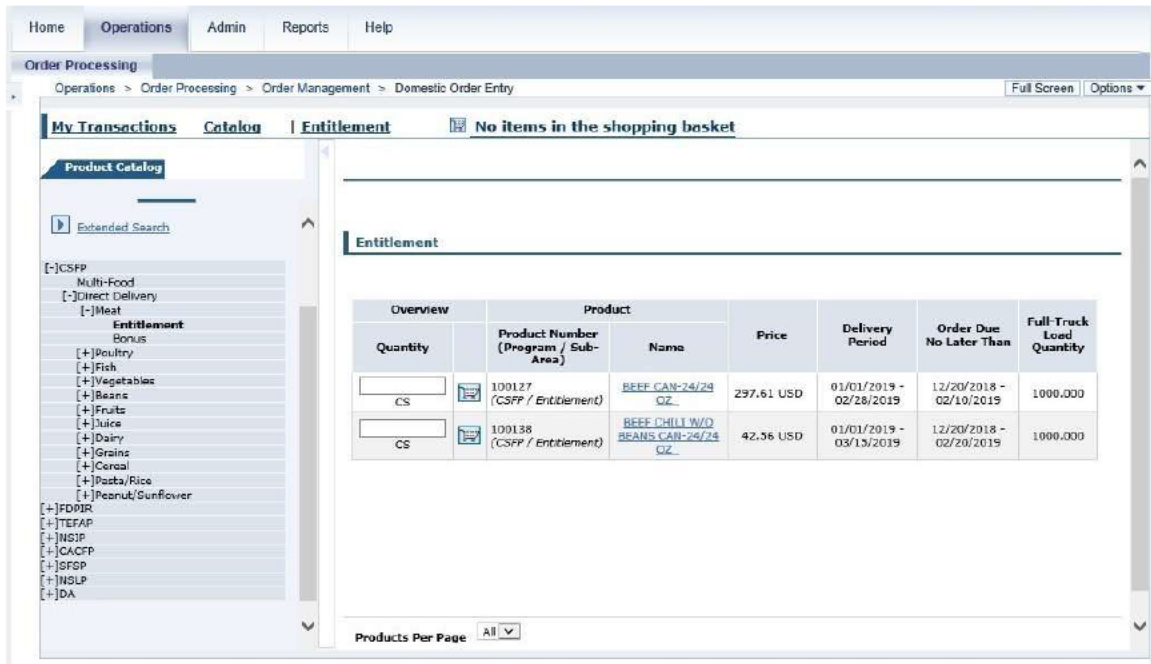 Home Operations Admin Reports Help
Order Processing
Operations > Order Processing > Order Management > Domestic Order Entry Full Screen Options
My Transactions Catalog | Entitlement No items in the shopping basket
Product Catalog
Extended Search
Entitlement
[-]CSFP
Multi-Food
[-]Direct Delivery
[-]Meat
Entitlement
Bonus
[+]Poultry
[+]Fish
[+]Vegetables
[+]Beans
[+]Fruits
[+]Juice
[+]Dairy
[+]Grains
[+]Cereal
[+]Pasta/Rice
[+]Peanut/Sunflower
[+]FDPIR
[+]TEFAP
[+]NSIP
[+]CACFP
[+]SFSP
[+]NSLP
[+]DA
Overview Product
Quantity
Product Number
(Program / Sub-
Area)
Name
Price
Delivery
Period
Order Due
No Later Than
Full-Truck
Load
Quantity
CS
100127
(CSFP / Entitlement)
BEEF CAN-24/24
OZ
297.61 USD
01/01/2019 -
02/28/2019
12/20/2018 -
02/10/2019
1000.000
CS
100138
(CSFP / Entitlement)
BEEF CHILI W/O
BEANS CAN-24/24
OZ
42.56 USD
01/01/2019 -
03/15/2019
12/20/2018 -
02/20/2019
1000.000
Products Per Page All